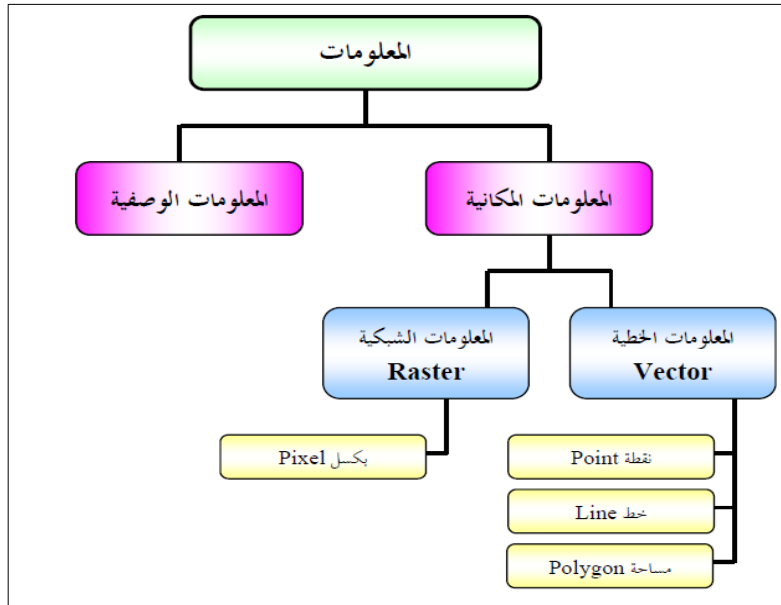 المعلومات
المعلومات المكانية
المعلومات الوصفية
المعلومات الخطية
Vector
المعلومات الشبكية
Raster
نقطة Point
خط Line
مساحة Polygon
بكسل Pixel